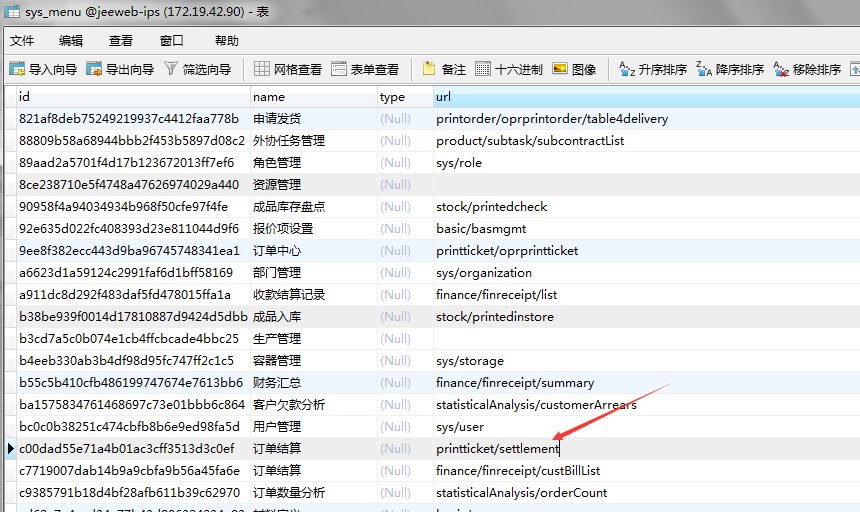 sys_menu @jeeweb-ips (172.19.42.90) - 表
文件 编辑 查看 窗口 帮助
导入向导 导出向导 筛选向导 网格查看 表单查看 备注 十六进制 图像 升序排序 降序排序 移除排序
id name type url
821af8deb75249219937c4412faa778b 申请发货 (Null) printorder/oprprintorder/table4delivery
88809b58a68944bbb2f453b5897d08c2 外协任务管理 (Null) product/subtask/subcontractList
89aad2a5701f4d17b123672013ff7ef6 角色管理 (Null) sys/role
8ce238710e5f4748a47626974029a440 资源管理 (Null)
90958f4a94034934b968f50cfe97f4fe 成品库存盘点 (Null) stock/printedcheck
92e635d022fc408393d23e811044d9f6 报价项设置 (Null) basic/basmgmt
9ee8f382ecc443d9ba96745748341ea1 订单中心 (Null) printticket/oprprintticket
a6623d1a59124c2991faf6d1bff58169 部门管理 (Null) sys/organization
a911dc8d292f483daf5fd478015ffa1a 收款结算记录 (Null) finance/finreceipt/list
b38be939f0014d17810887d9424d5dbb 成品入库 (Null) stock/printedinstore
b3cd7a5c0b074e1cb4ffcbcade4bbc25 生产管理 (Null)
b4eeb330ab3b4df98d95fc747ff2c1c5 容器管理 (Null) sys/storage
b55c5b410cfb486199747674e7613bb6 财务汇总 (Null) finance/finreceipt/summary
ba1575834761468697c73e01bbb6c864 客户欠款分析 (Null) statisticalAnalysis/customerArrears
bc0c0b38251c474cbfb8b6e9ed98fa5d 用户管理 (Null) sys/user
c00dad55e71a4b01ac3cff3513d3c0ef 订单结算 (Null) printticket/settlement
c7719007dab14b9a9cbfa9b56a45fa6e 订单结算 (Null) finance/finreceipt/custBillList
c9385791b18d4bf28afb611b39c62970 订单数量分析 (Null) statisticalAnalysis/orderCount